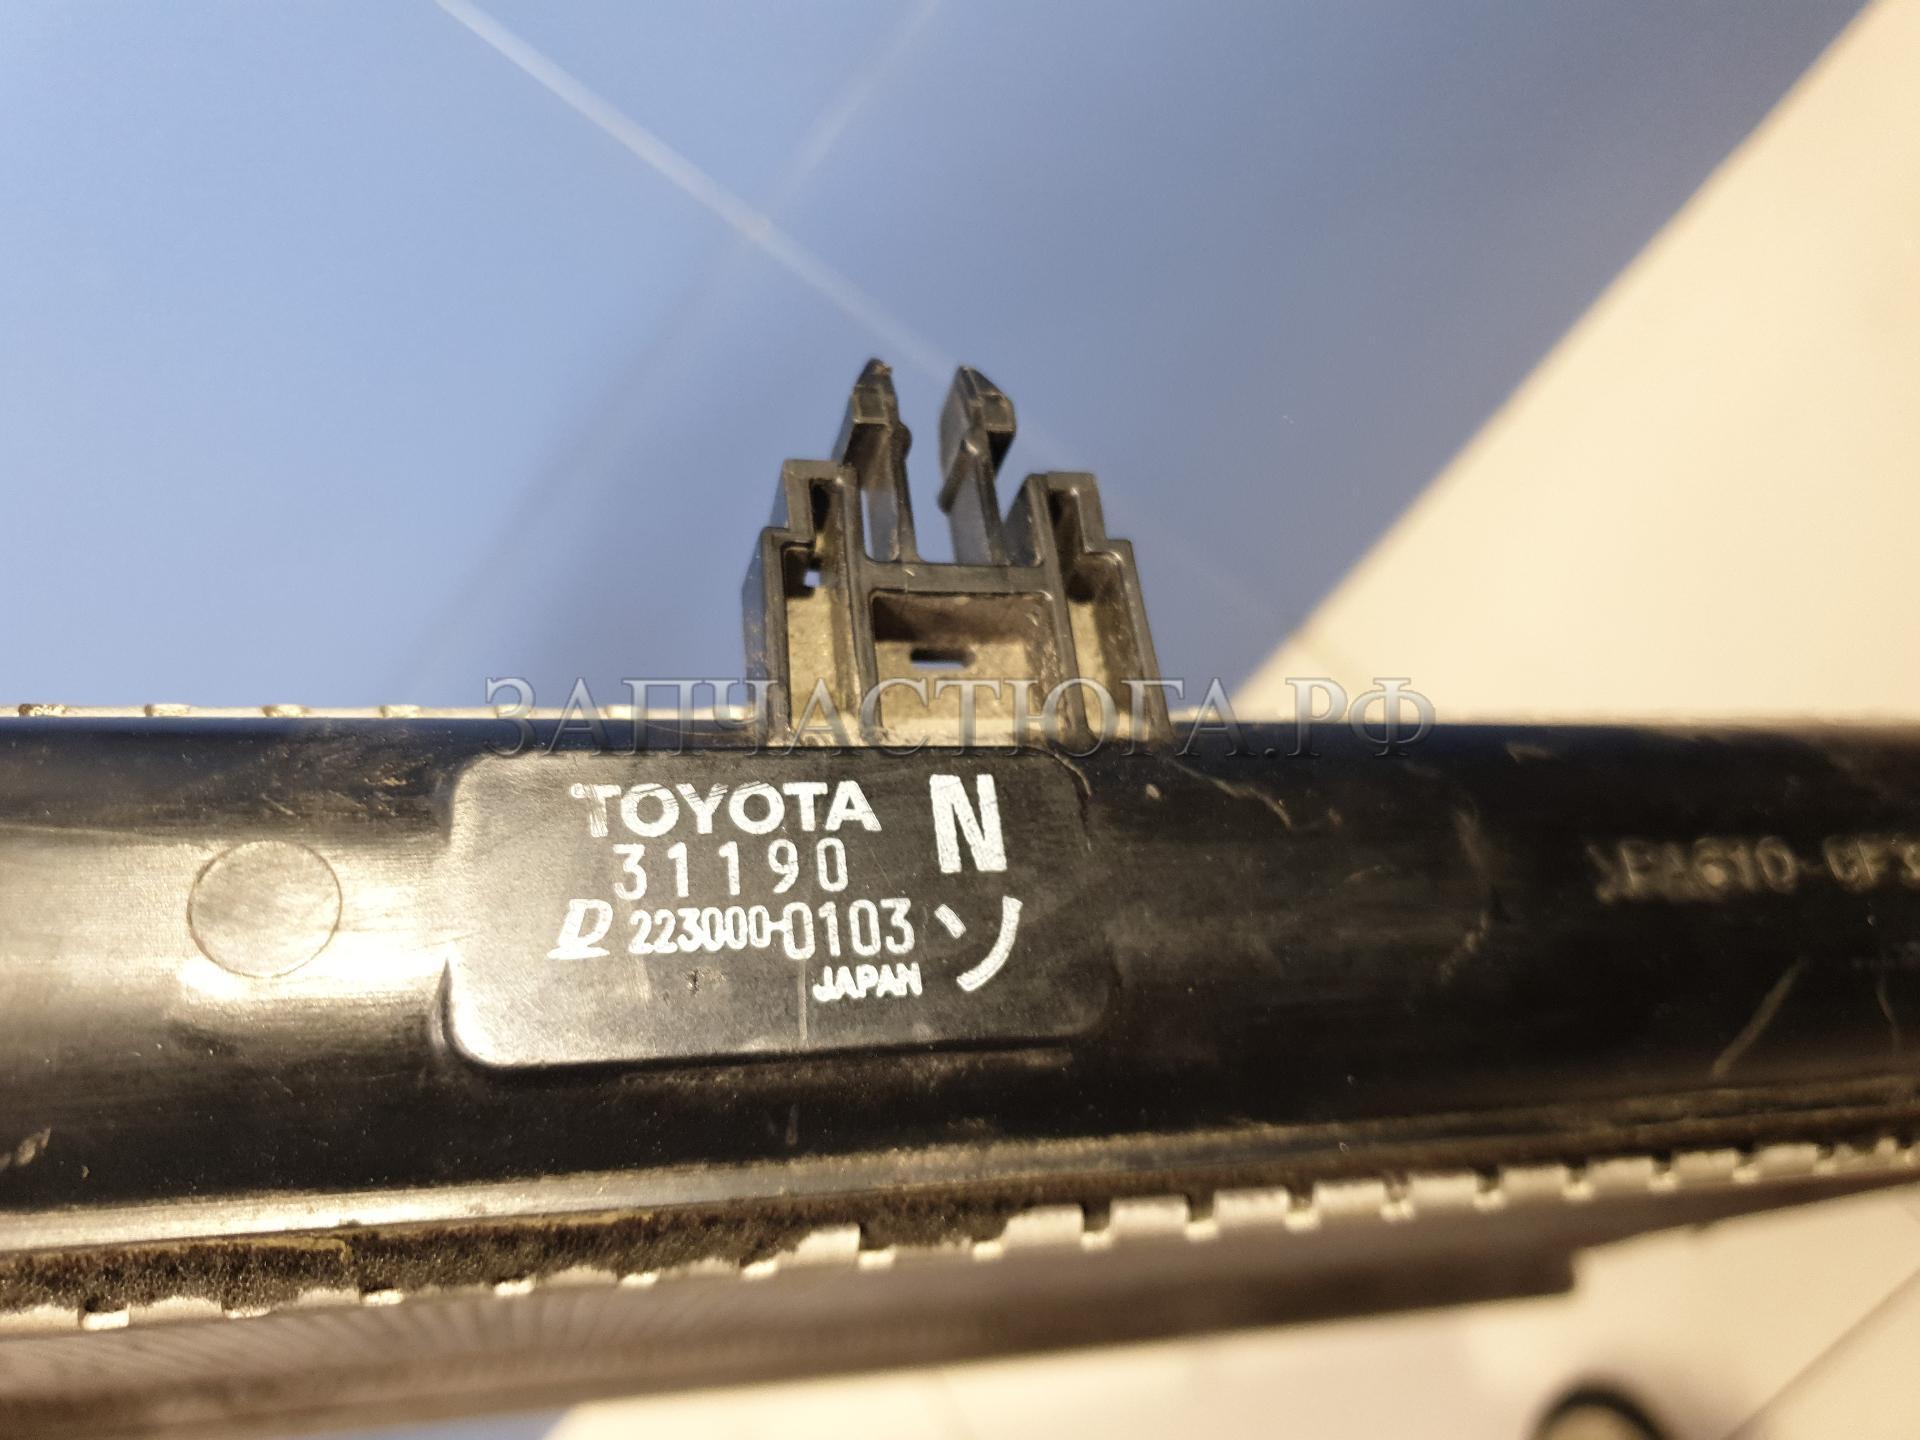 ЗАПЧАСТЮГА.РФ
TOYOTA N
31190
D 223000-0103 ソ
JAPAN